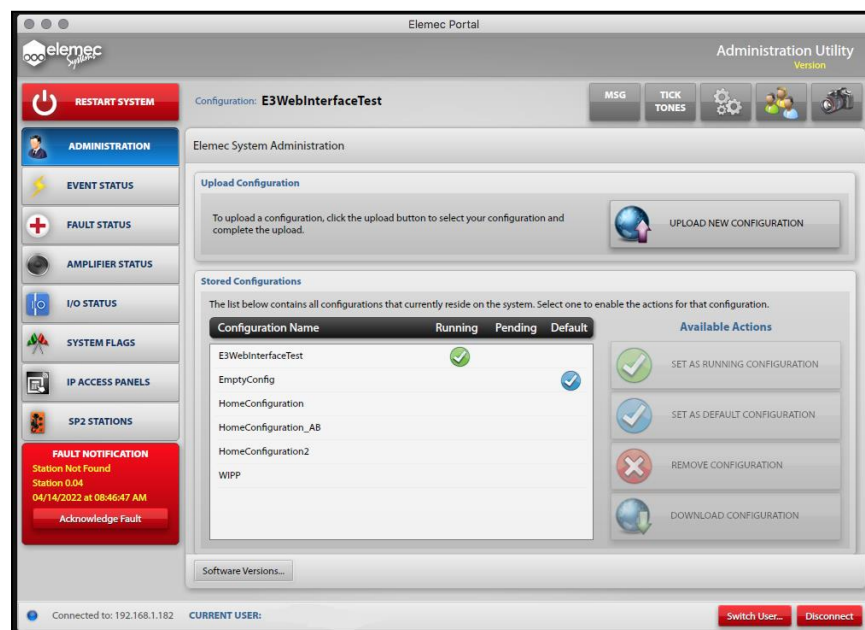 Elemec Portal
elemec
Systems
Administration Utility
Version
RESTART SYSTEM
Configuration: E3WebInterfaceTest
MSG
TICK
TONES
ADMINISTRATION
Elemec System Administration
EVENT STATUS
FAULT STATUS
AMPLIFIER STATUS
I/O STATUS
SYSTEM FLAGS
IP ACCESS PANELS
SP2 STATIONS
FAULT NOTIFICATION
Station Not Found
Station 0.04
04/14/2022 at 08:46:47 AM
Acknowledge Fault
Upload Configuration
To upload a configuration, click the upload button to select your configuration and
complete the upload.
UPLOAD NEW CONFIGURATION
Stored Configurations
The list below contains all configurations that currently reside on the system. Select one to enable the actions for that configuration.
Configuration Name Running Pending Default
E3WebInterfaceTest
EmptyConfig
HomeConfiguration
HomeConfiguration_AB
HomeConfiguration2
WIPP
Available Actions
SET AS RUNNING CONFIGURATION
SET AS DEFAULT CONFIGURATION
REMOVE CONFIGURATION
DOWNLOAD CONFIGURATION
Software Versions...
Connected to: 192.168.1.182 CURRENT USER:
Switch User... Disconnect